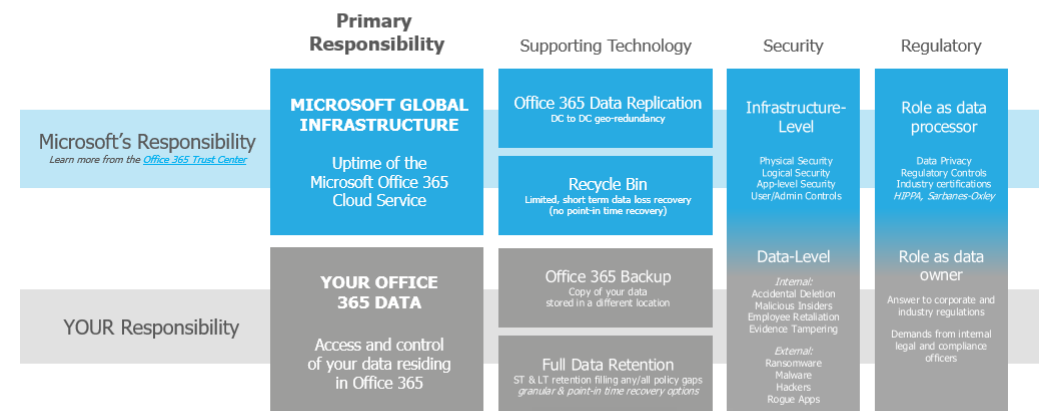 Primary
Responsibility
Supporting Technology
Security
Regulatory
Microsoft's Responsibility
Learn more from the Office 365 Trust Center
MICROSOFT GLOBAL
INFRASTRUCTURE
Uptime of the
Microsoft Office 365
Cloud Service
Office 365 Data Replication
DC to DC geo-redundancy
Recycle Bin
Limited, short term data loss recovery
(no point-in time recovery)
Infrastructure-
Level
Physical Security
Logical Security
App-level Security
User/Admin Controls
Role as data
processor
Data Privacy
Regulatory Controls
Industry certifications
HIPPA, Sarbanes-Oxley
YOUR Responsibility
YOUR OFFICE
365 DATA
Access and control
of your data residing
in Office 365
Office 365 Backup
Copy of your data
stored in a different location
Full Data Retention
ST & LT retention filling any/all policy gaps
granular & point-in time recovery options
Data-Level
Internal:
Accidental Deletion
Malicious Insiders
Employee Retaliation
Evidence Tampering
External:
Ransomware
Malware
Hackers
Rogue Apps
Role as data
owner
Answer to corporate and
industry regulations
Demands from internal
legal and compliance
officers